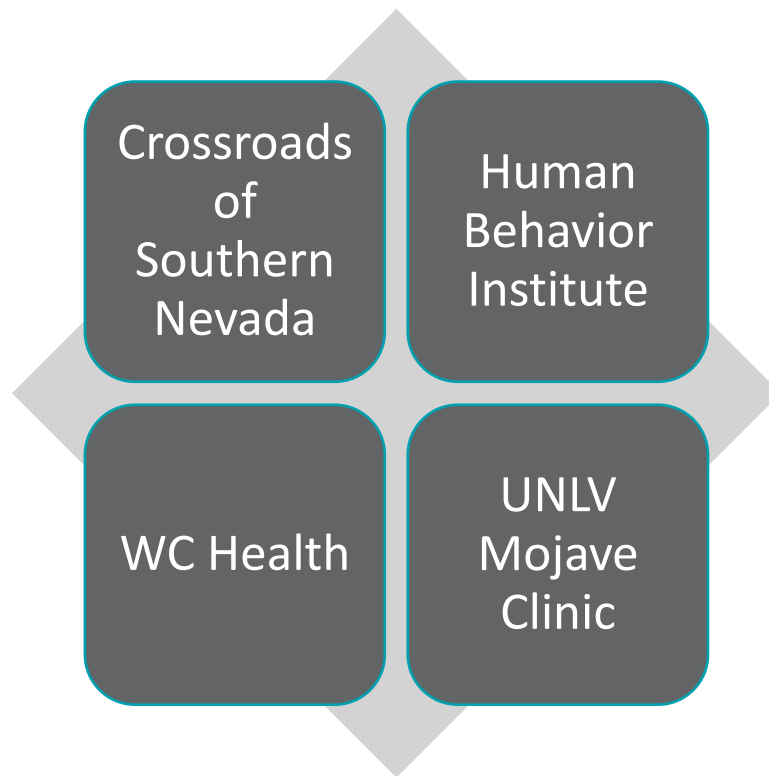 Crossroads
of
Southern
Nevada
Human
Behavior
Institute
WC Health
UNLV
Mojave
Clinic